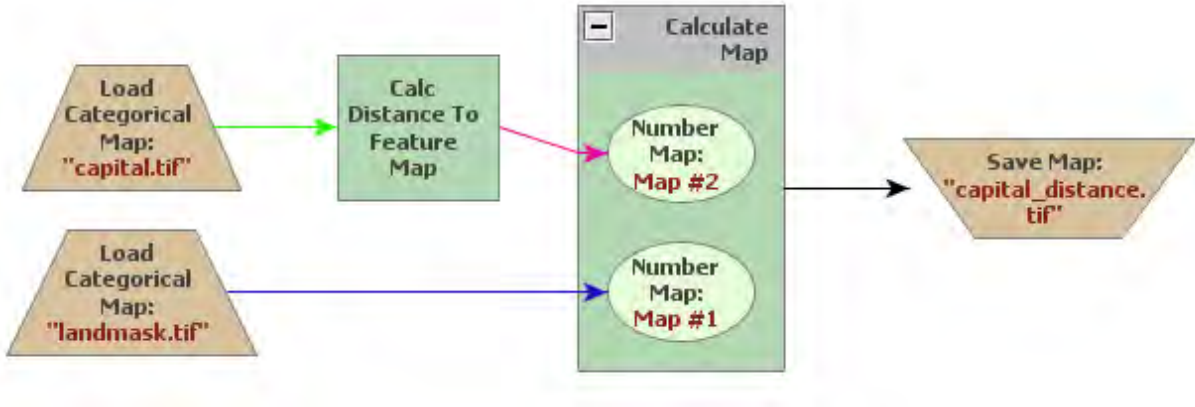 Load
Categorical
Map:
"capital.tif"
Calc
Distance To
Feature
Map
Calculate
Map
Number
Map:
Map #2
Save Map:
"capital_distance.
tif"
Load
Categorical
Map:
"landmask.tif"
Number
Map:
Map #1